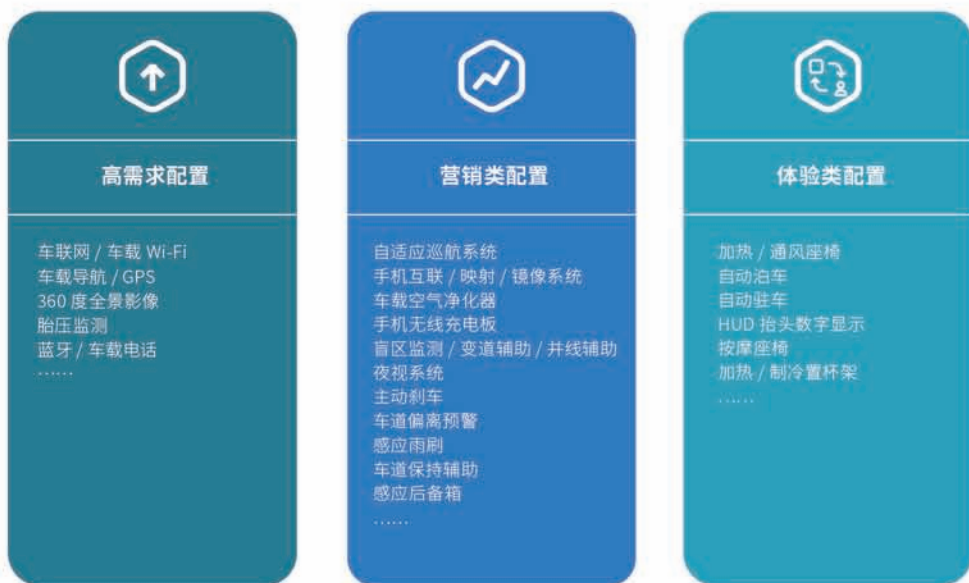 高需求配置
车联网 / 车载 Wi-Fi
车载导航 / GPS
360 度全景影像
胎压监测
蓝牙 / 车载电话
……
营销类配置
自适应巡航系统
手机互联 / 映射 / 镜像系统
车载空气净化器
手机无线充电板
盲区监测 / 变道辅助 / 并线辅助
夜视系统
主动刹车
车道偏离预警
感应雨刷
车道保持辅助
感应后备箱
……
体验类配置
加热 / 通风座椅
自动泊车
自动驻车
HUD 抬头数字显示
按摩座椅
加热 / 制冷置杯架
……